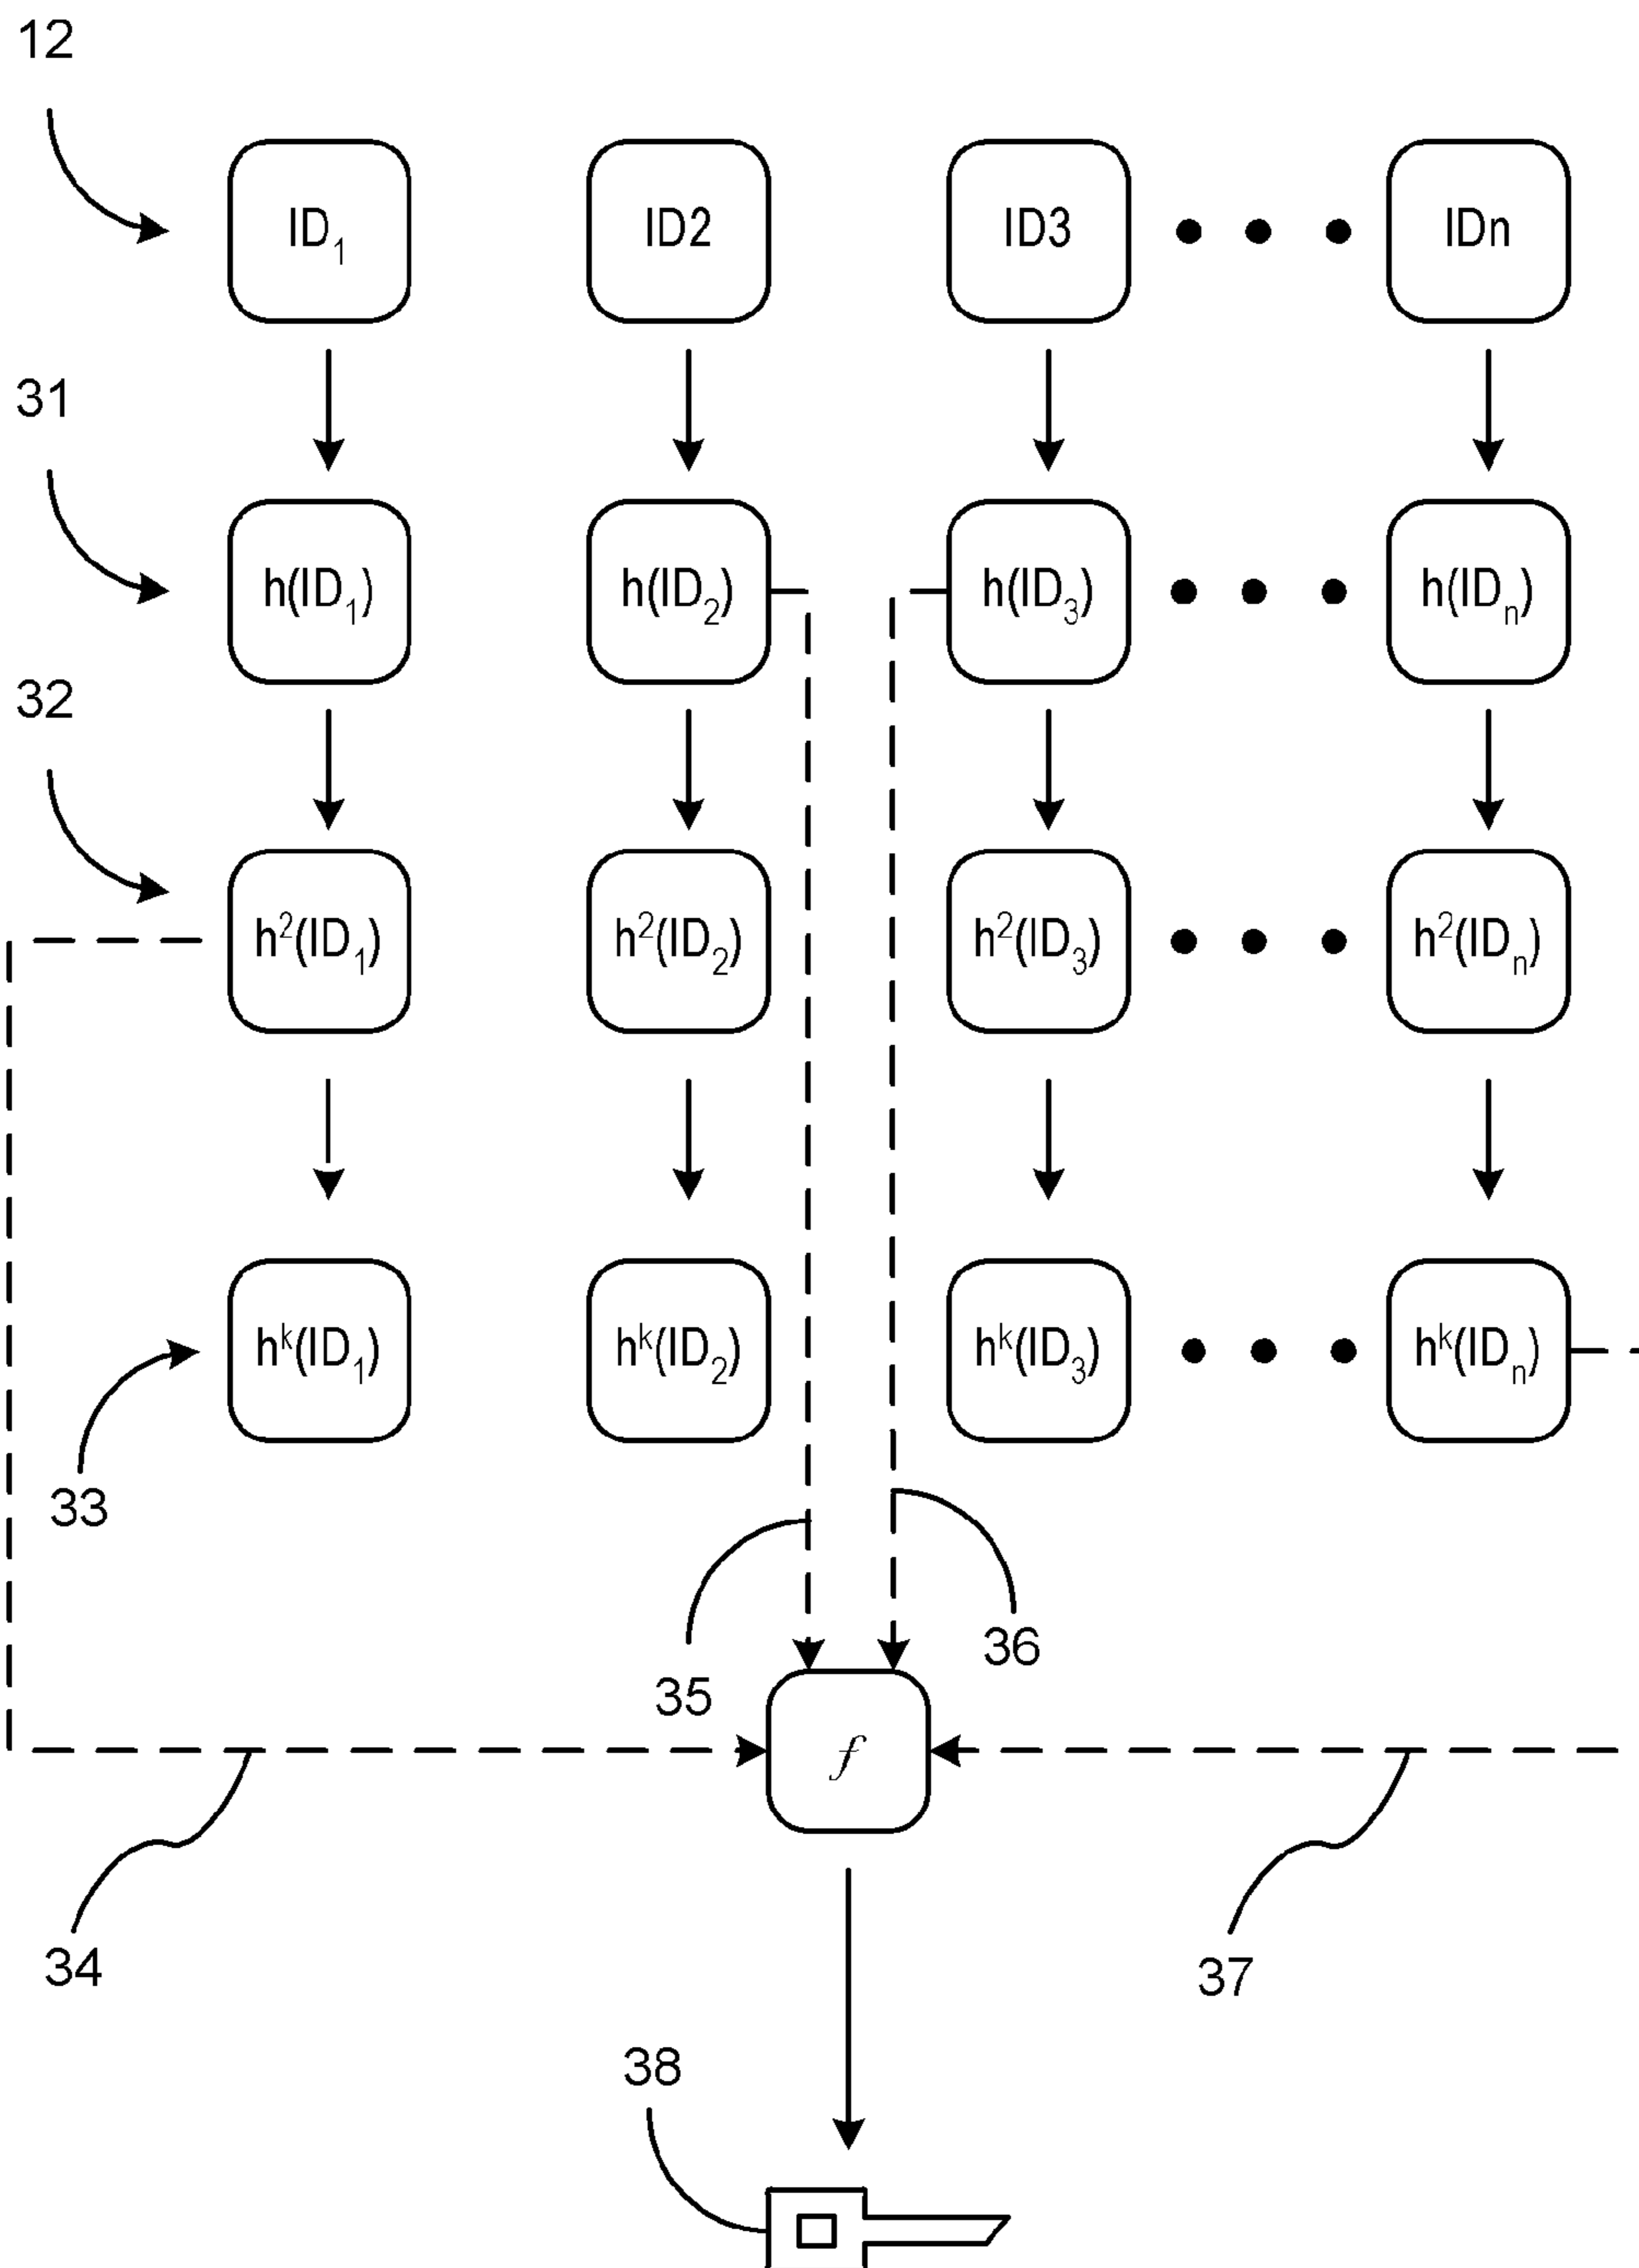 12
ID₁ ID2 ID3 IDn
31
h(ID₁) h(ID₂) h(ID₃) h(IDₙ)
32
h²(ID₁) h²(ID₂) h²(ID₃) h²(IDₙ)
hᵏ(ID₁) hᵏ(ID₂) hᵏ(ID₃) hᵏ(IDₙ)
33
36
35
f
34
37
38